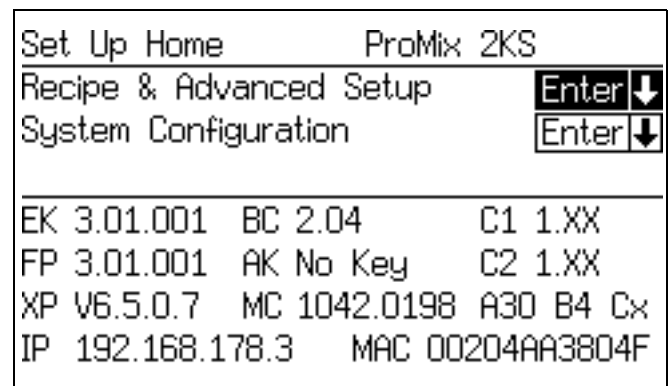 Set Up Home ProMix 2KS
Recipe & Advanced Setup Enter
System Configuration Enter
EK 3.01.001 BC 2.04 C1 1.XX
FP 3.01.001 AK No Key C2 1.XX
XP V6.5.0.7 MC 1042.0198 A30 B4 Cx
IP 192.168.178.3 MAC 00204AA3804F